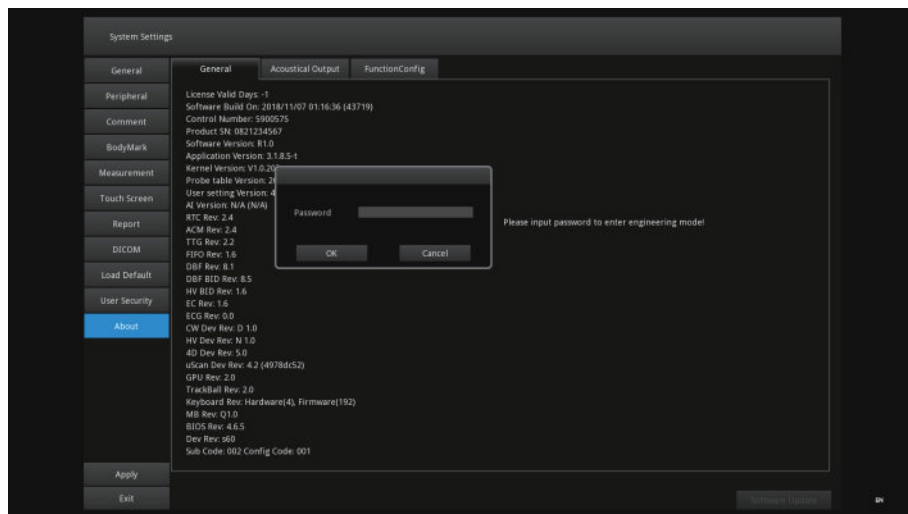 System Settings
General
Peripheral
Comment
BodyMark
Measurement
Touch Screen
Report
DICOM
Load Default
User Security
About
Apply
Exit
General Acoustical Output FunctionConfig
License Valid Days: -1
Software Build On: 2018/11/07 01:16:36 (43719)
Control Number: 5900575
Product SN: 0821234567
Software Version: R1.0
Application Version: 3.1.8.5-t
Kernel Version: V1.0.20
Probe table Version: 2
User setting Version: 4
AI Version: N/A (N/A)
RTC Rev: 2.4
ACM Rev: 2.4
TTG Rev: 2.2
FIFO Rev: 1.6
DBF Rev: 8.1
DBF BID Rev: 8.5
HV BED Rev: 1.6
EC Rev: 1.6
ECG Rev: 0.0
CW Dev Rev: D 1.0
HV Dev Rev: N 1.0
4D Dev Rev: 5.0
uScan Dev Rev: 4.2 (4978dc52)
GPU Rev: 2.0
TrackBall Rev: 2.0
Keyboard Rev: Hardware(4), Firmware(192)
MB Rev: Q1.0
BIOS Rev: 4.6.5
Dev Rev: s60
Sub Code: 002 Config Code: 001
Password
OK Cancel
Please input password to enter engineering mode!
Software Update
EN